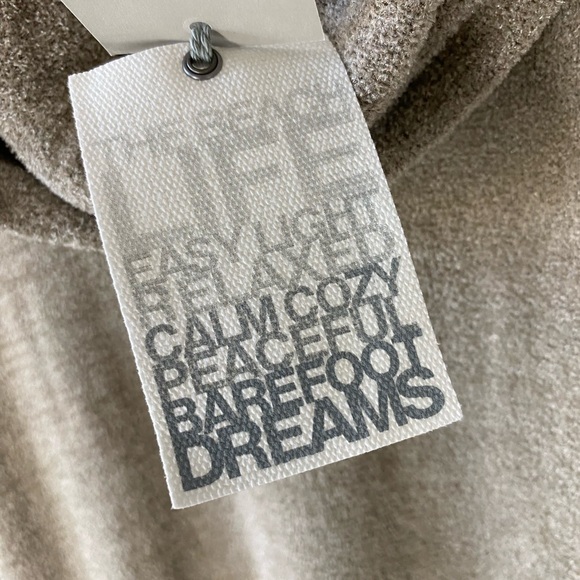 THE BEACH
LIFE
EASY LIGHT
RELAXED
CALM COZY
PEACEFUL
BAREFOOT
DREAMS